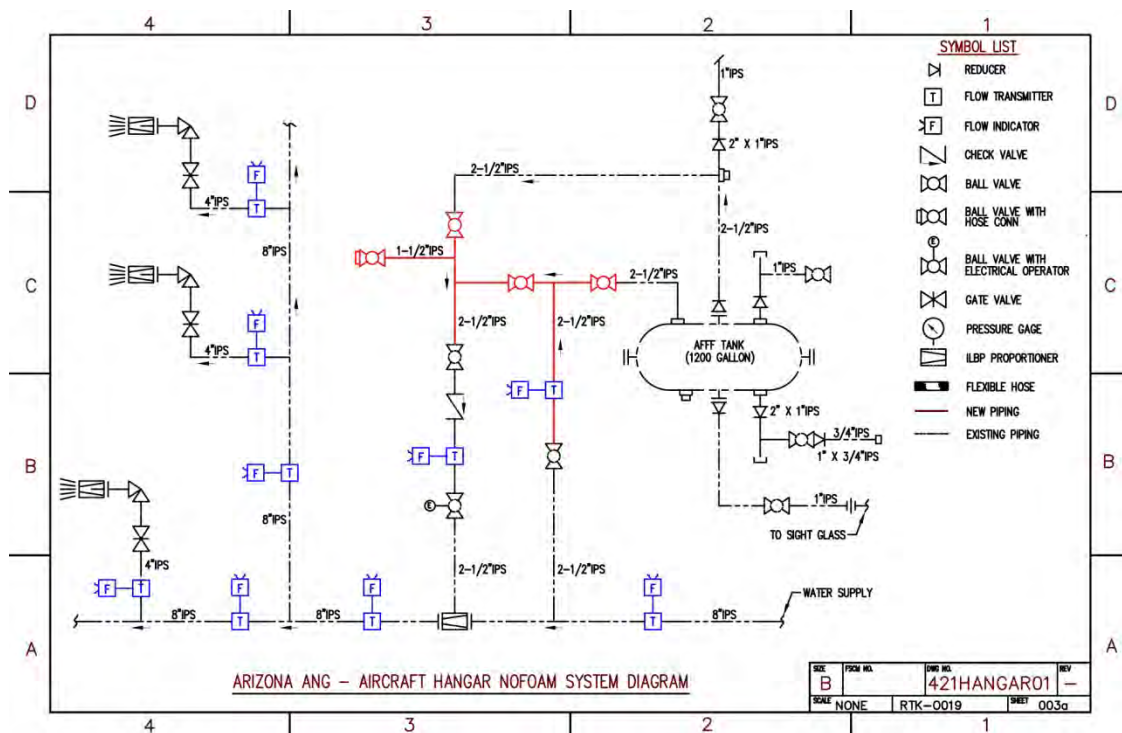 4 3 2 1
D
C
B
A
D
C
B
A
4 3 2 1
SYMBOL LIST
REDUCER
T FLOW TRANSMITTER
F FLOW INDICATOR
CHECK VALVE
BALL VALVE
BALL VALVE WITH
HOSE CONN
E BALL VALVE WITH
ELECTRICAL OPERATOR
GATE VALVE
PRESSURE GAGE
ILBP PROPORTIONER
FLEXIBLE HOSE
NEW PIPING
EXISTING PIPING
1"IPS
2" X 1"IPS
2-1/2"IPS
F
T
4"IPS
8"IPS
1-1/2"IPS
2-1/2"IPS
2-1/2"IPS
1"IPS
F
T
4"IPS
2-1/2"IPS
2-1/2"IPS
AFFF TANK
(1200 GALLON)
F T
2" X 1"IPS
3/4"IPS
1" X 3/4"IPS
F T
F T
E
8"IPS
1"IPS
TO SIGHT GLASS
4"IPS
2-1/2"IPS
2-1/2"IPS
F T
F
T
F
T
F
T
WATER SUPPLY
8"IPS
8"IPS
8"IPS
ARIZONA ANG - AIRCRAFT HANGAR NOFOAM SYSTEM DIAGRAM
SIZE
B
FSCM NO.
DWG NO.
421HANGAR01
REV
-
SCALE NONE
RTK-0019
SHEET 003a